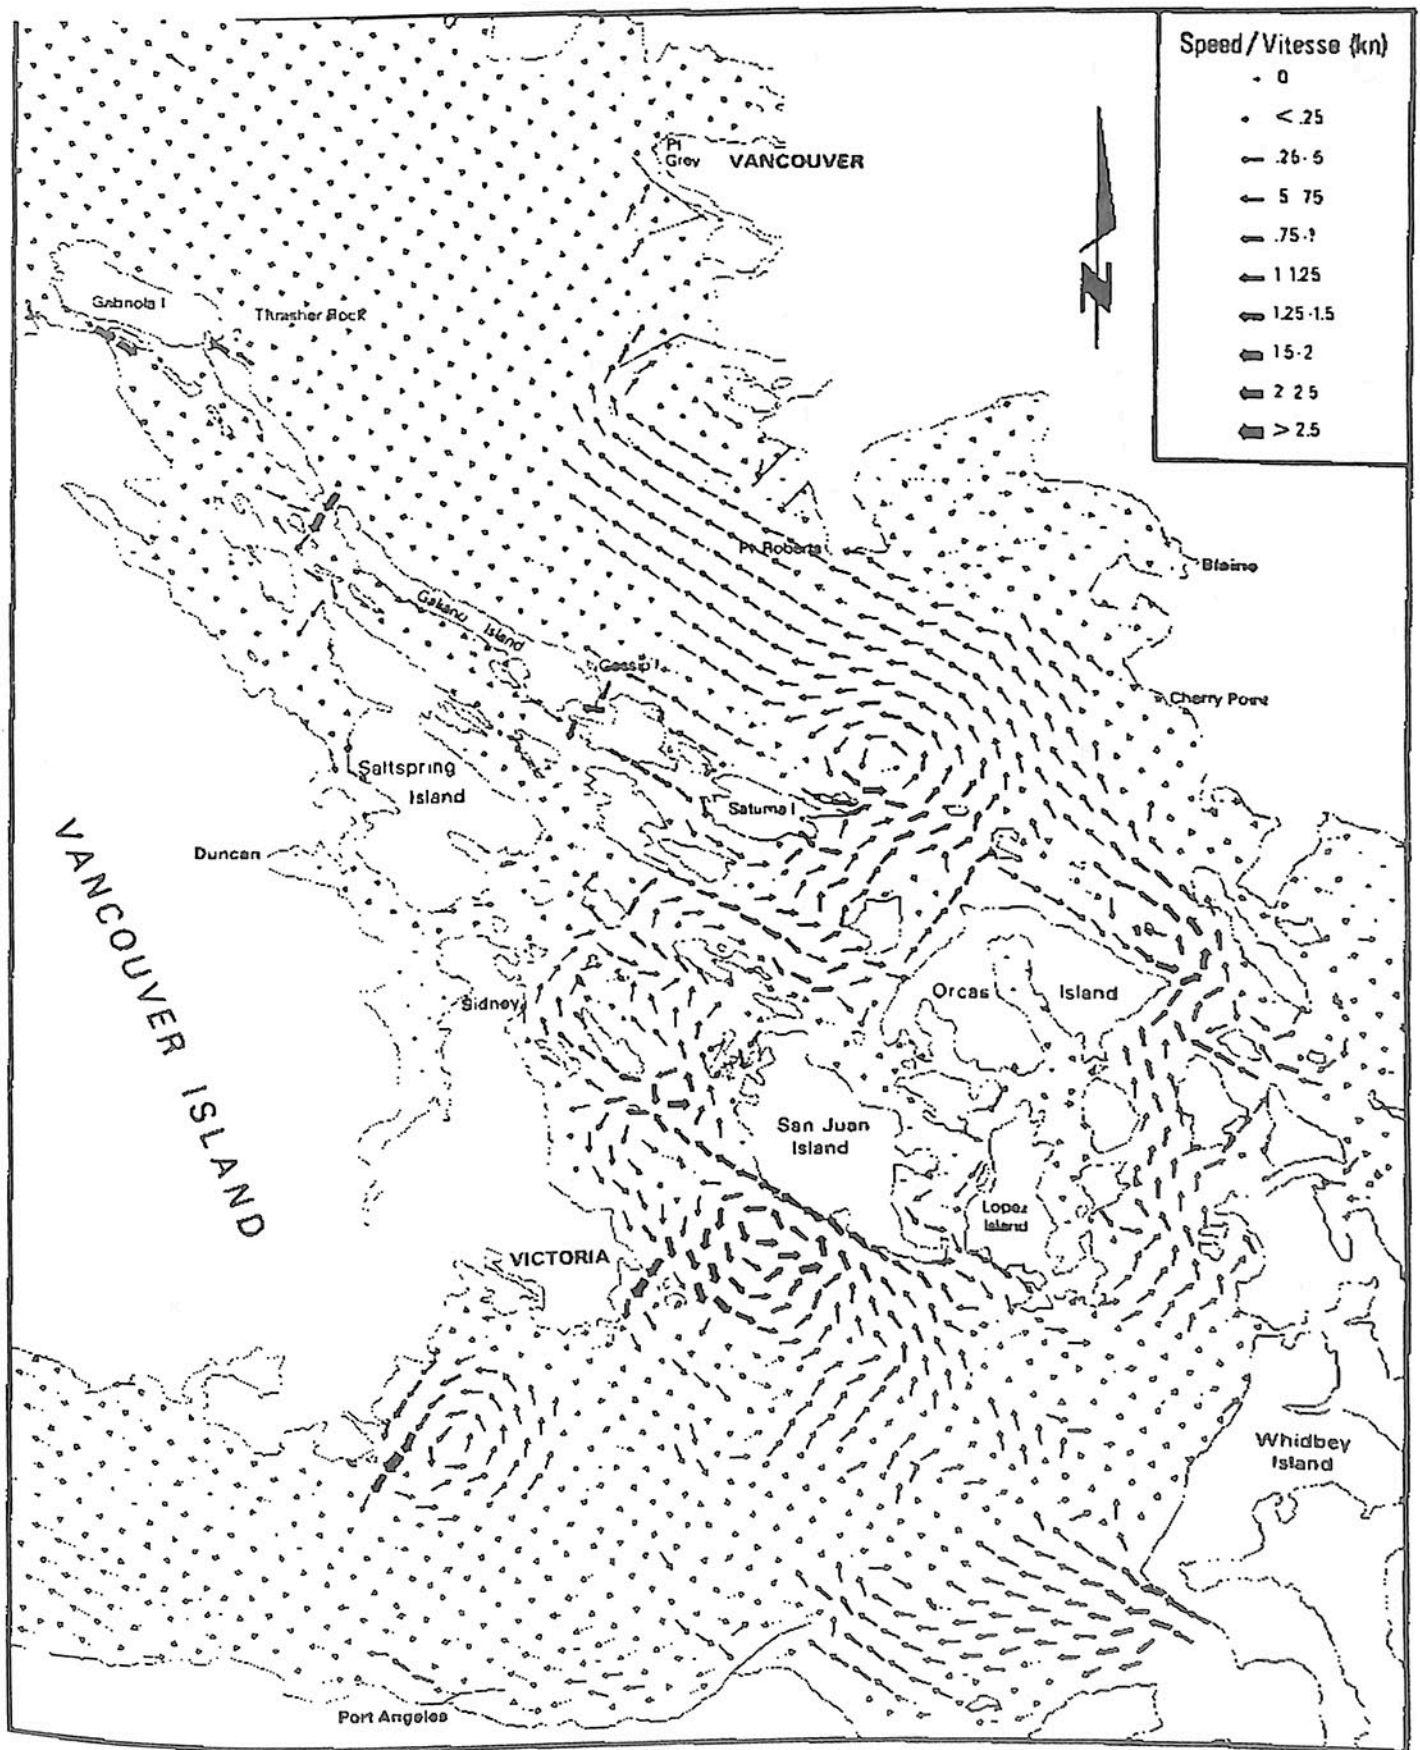 Speed/Vitesse (kn)
0
< .25
.25-5
5 75
.75-1
1 1.25
1.25-1.5
1 5-2
2 2 5
> 2.5
N
Pt
Grey
VANCOUVER
Gabnola I
Thrasher Rock
Pt Roberts
Blaine
Galiano Island
Gossip I.
Cherry Point
Saltspring
Island
Saturna I
Duncan
VANCOUVER ISLAND
Sidney
Orcas Island
San Juan
Island
Lopez
Island
VICTORIA
Whidbey
Island
Port Angeles